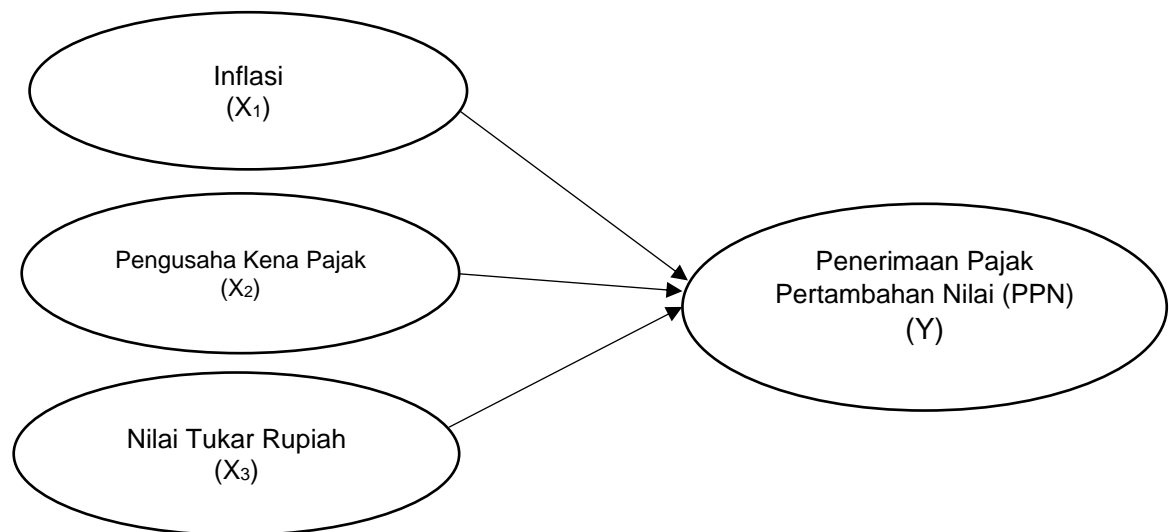 Inflasi
(X₁)
Pengusaha Kena Pajak
(X₂)
Nilai Tukar Rupiah
(X₃)
Penerimaan Pajak
Pertambahan Nilai (PPN)
(Y)